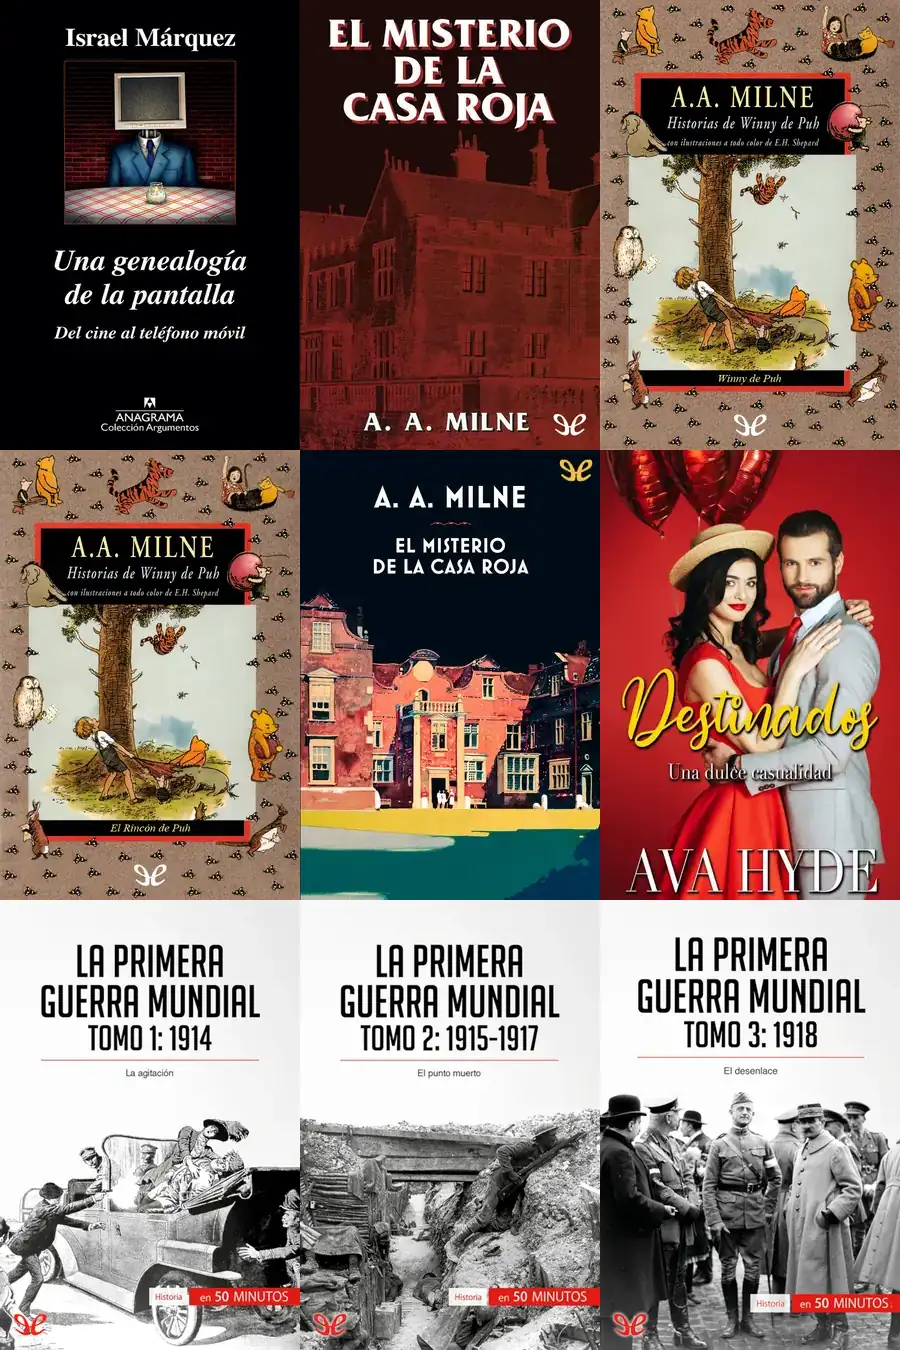 Israel Márquez
Una genealogía
de la pantalla
Del cine al teléfono móvil
A
ANAGRAMA
Colección Argumentos
EL MISTERIO
DE LA
CASA ROJA
A. A. MILNE
A.A. MILNE
Historias de Winny de Puh
con ilustraciones a todo color de E.H. Shepard
Winny de Puh
A.A. MILNE
Historias de Winny de Puh
con ilustraciones a todo color de E.H. Shepard
El Rincón de Puh
A. A. MILNE
EL MISTERIO
DE LA CASA ROJA
Destinados
Una dulce casualidad
AVA HYDE
LA PRIMERA
GUERRA MUNDIAL
TOMO 1: 1914
La agitación
Historia en 50 MINUTOS
LA PRIMERA
GUERRA MUNDIAL
TOMO 2: 1915-1917
El punto muerto
Historia en 50 MINUTOS
LA PRIMERA
GUERRA MUNDIAL
TOMO 3: 1918
El desenlace
Historia en 50 MINUTOS